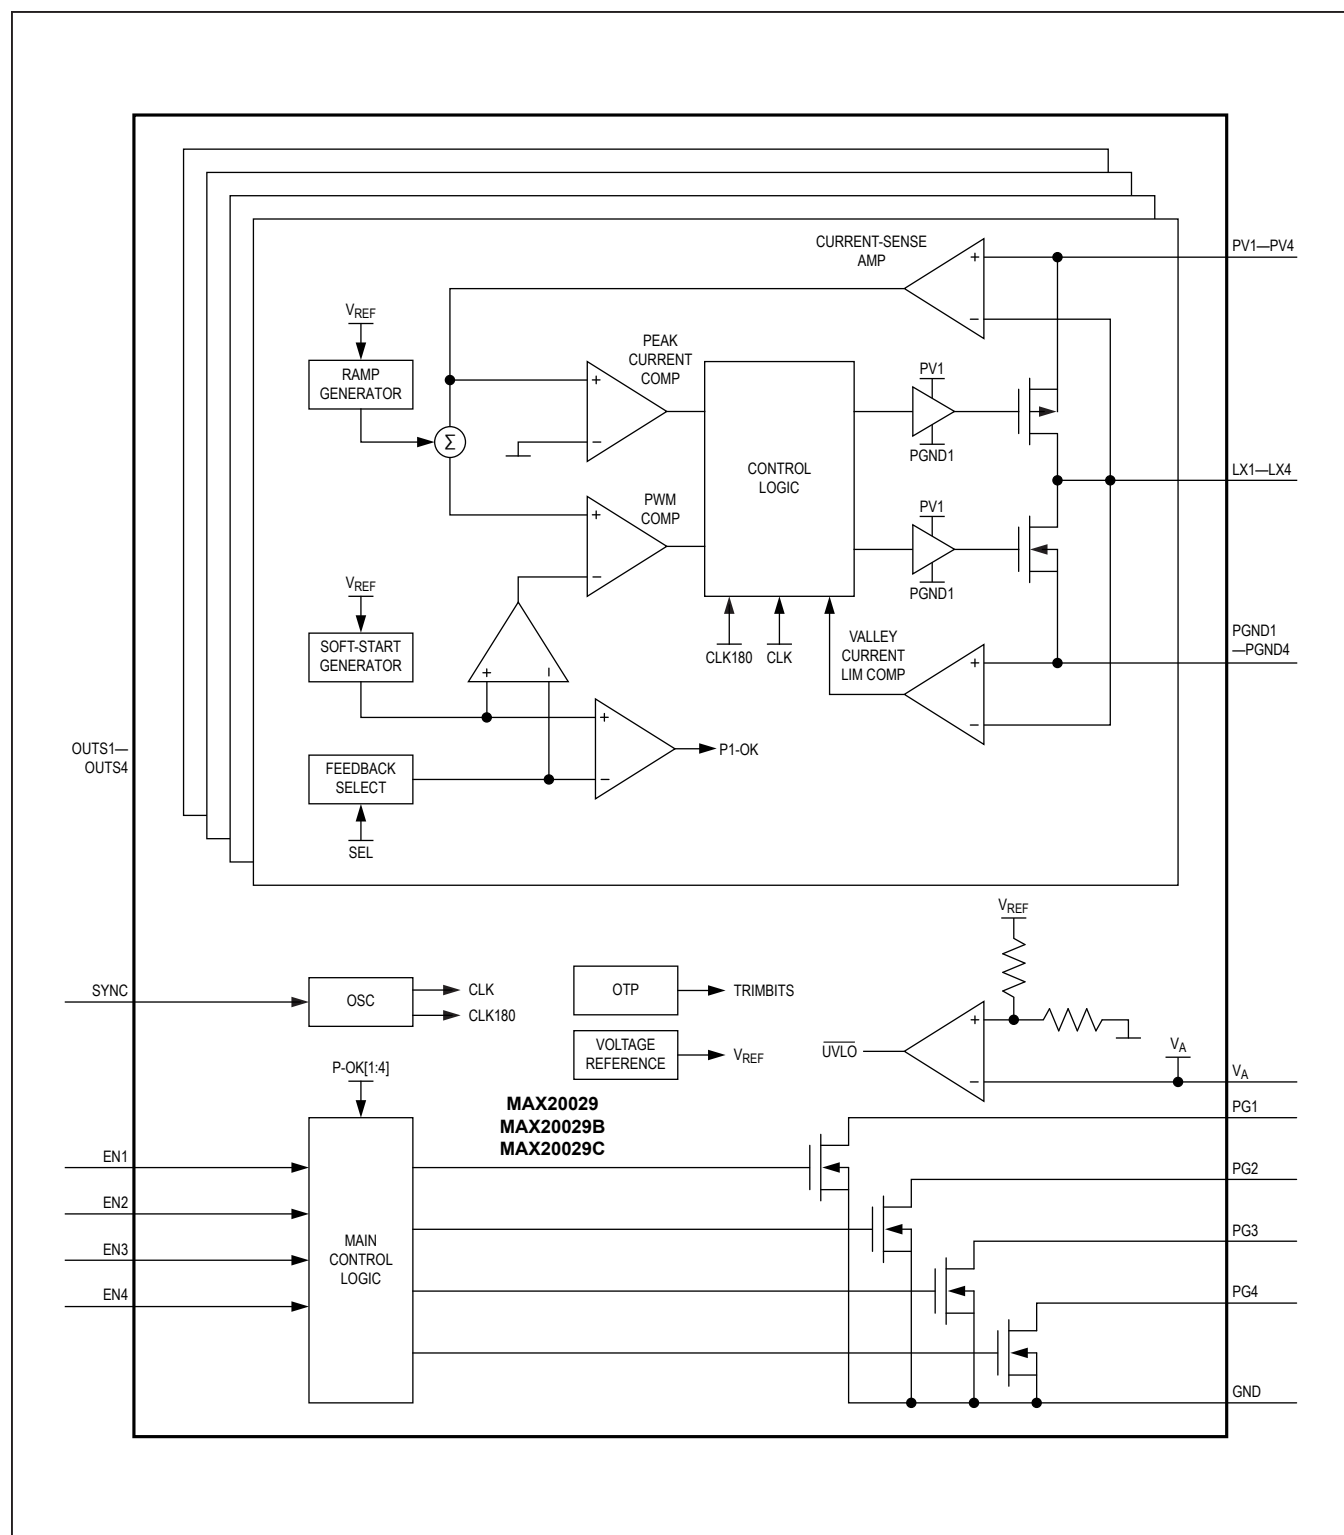 CURRENT-SENSE
AMP
PV1—PV4
+
−
VREF
RAMP
GENERATOR
PEAK
CURRENT
COMP
+
−
Σ
CONTROL
LOGIC
PV1
PGND1
LX1—LX4
PWM
COMP
+
−
PV1
PGND1
VREF
SOFT-START
GENERATOR
+
−
CLK180
CLK
VALLEY
CURRENT
LIM COMP
+
−
PGND1
—PGND4
OUTS1—
OUTS4
FEEDBACK
SELECT
+
−
P1-OK
SEL
VREF
SYNC
OSC
CLK
CLK180
OTP
TRIMBITS
VOLTAGE
REFERENCE
VREF
UVLO
+
−
VA
VA
P-OK[1:4]
MAX20029
MAX20029B
MAX20029C
PG1
EN1
EN2
EN3
EN4
MAIN
CONTROL
LOGIC
PG2
PG3
PG4
GND